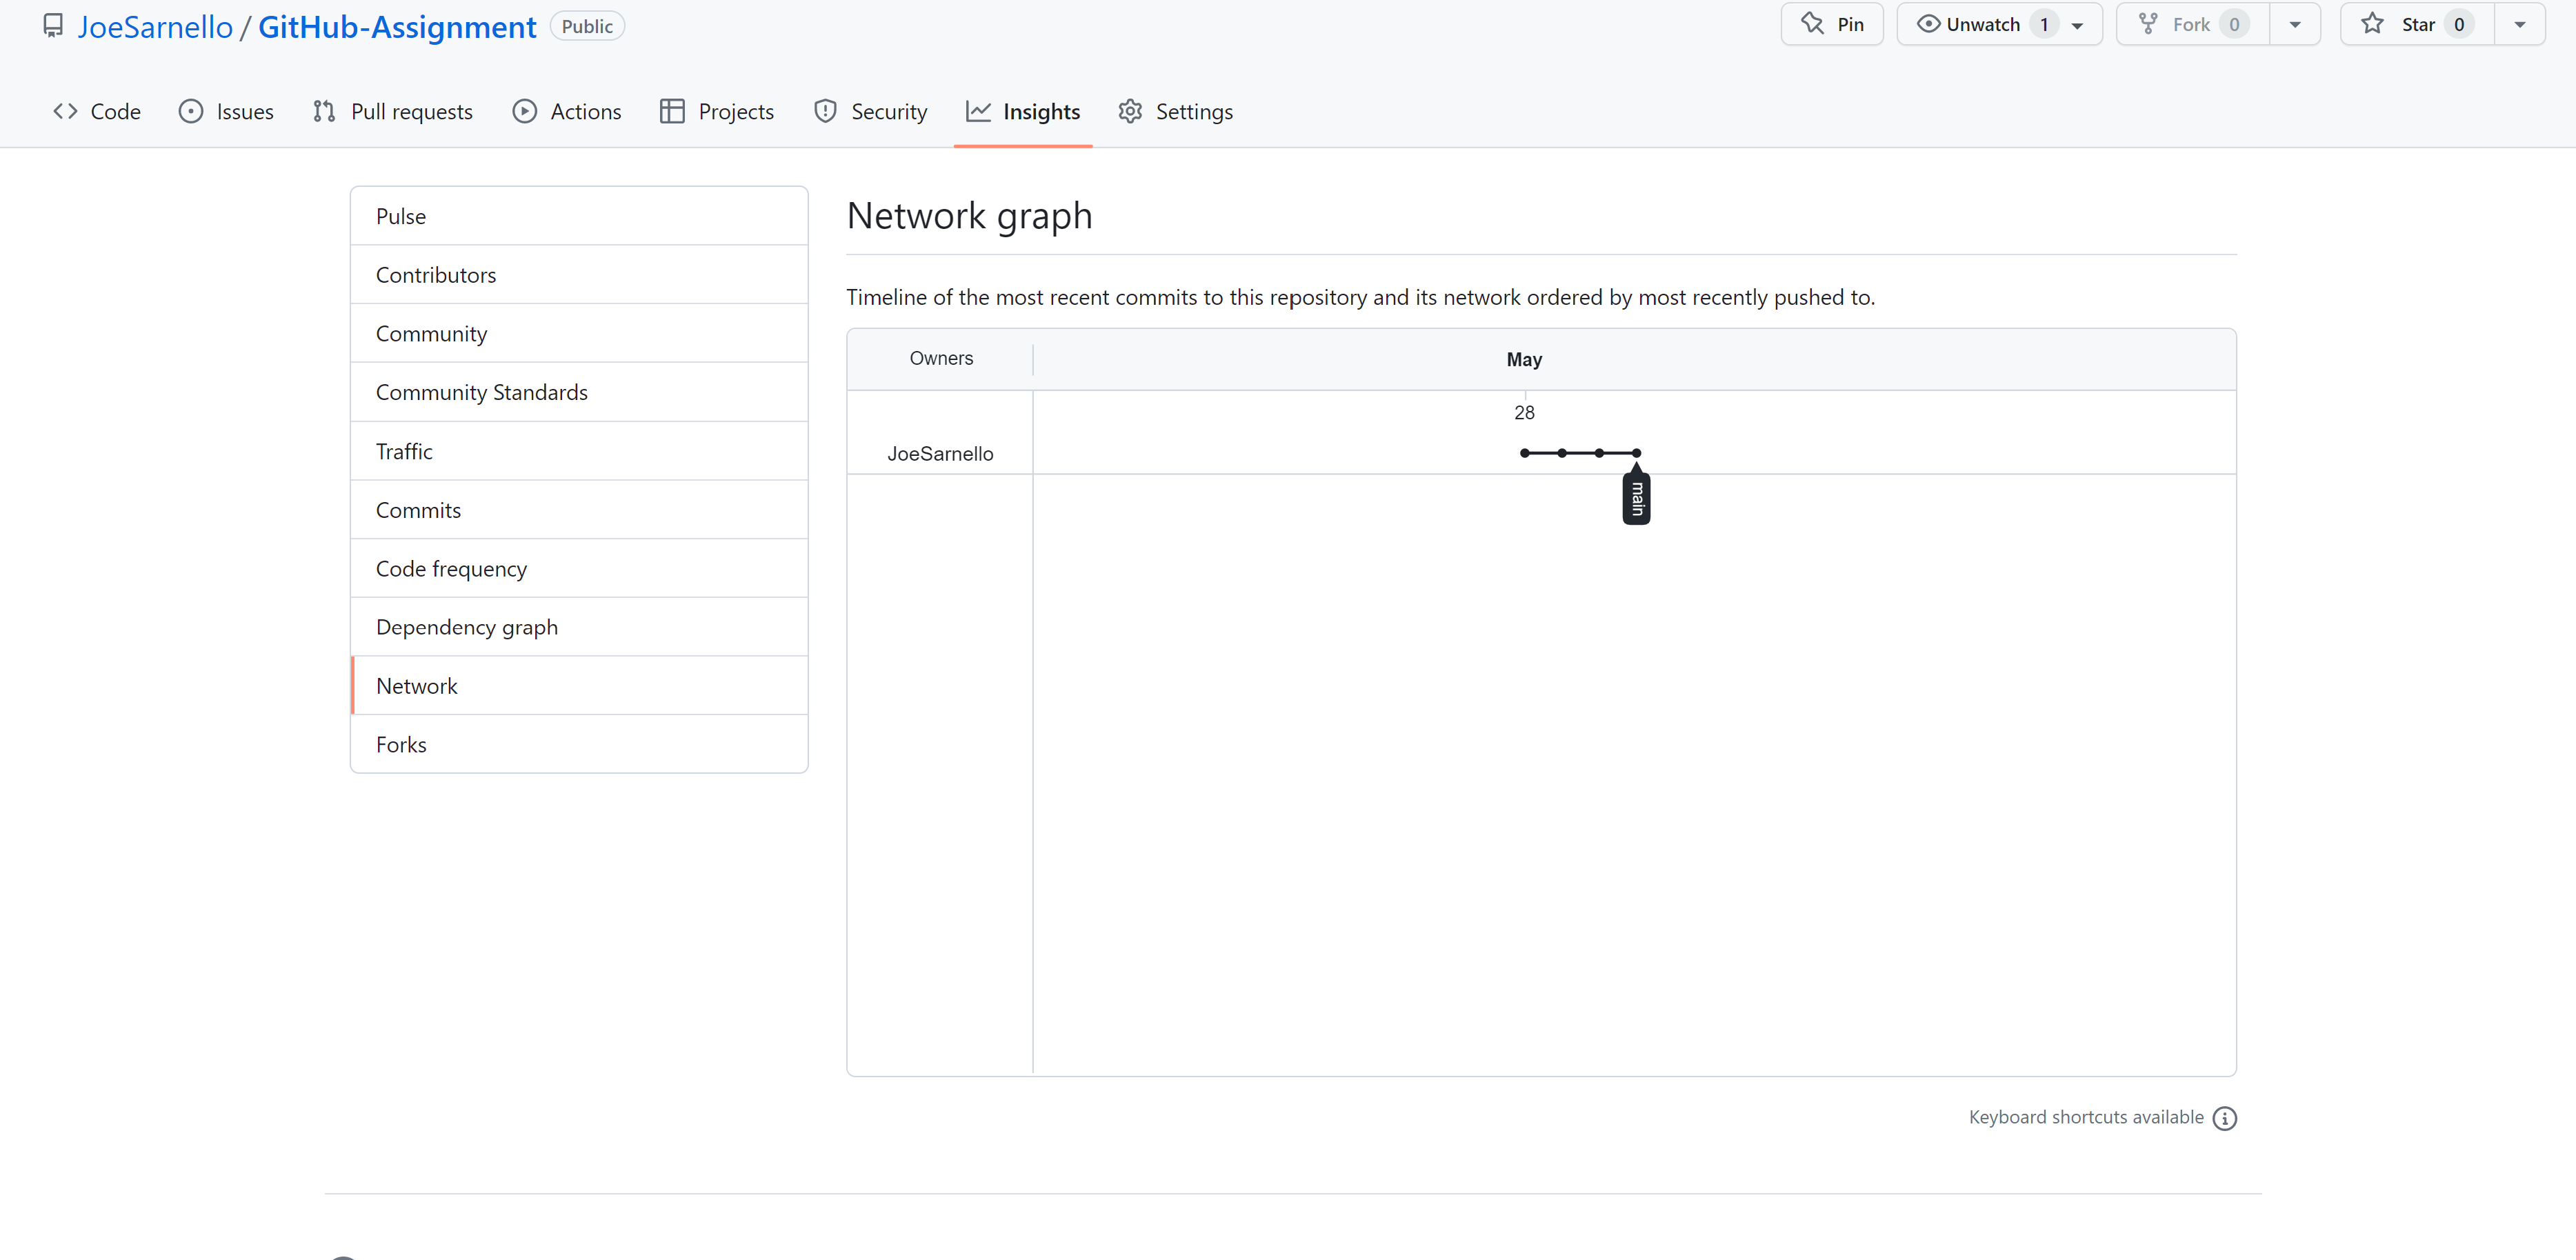 JoeSarnello / GitHub-Assignment Public
Pin Unwatch 1 Fork 0 Star 0
Code Issues Pull requests Actions Projects Security Insights Settings
Pulse
Contributors
Community
Community Standards
Traffic
Commits
Code frequency
Dependency graph
Network
Forks
Network graph
Timeline of the most recent commits to this repository and its network ordered by most recently pushed to.
Owners May
28
JoeSarnello
main
Keyboard shortcuts available